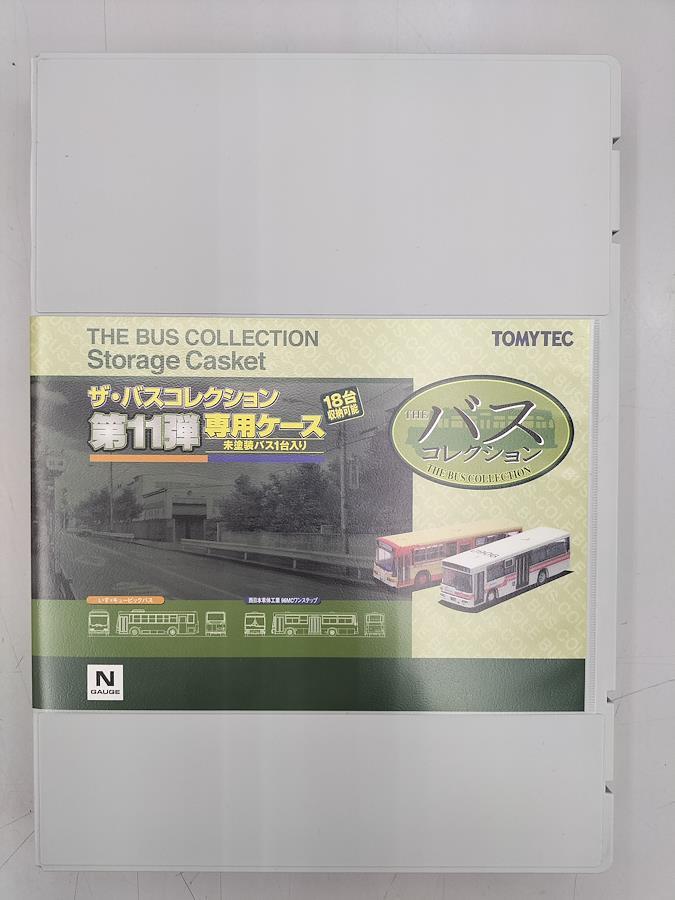 THE BUS COLLECTION
Storage Casket
TOMYTEC
ザ・バスコレクション
第11弾 専用ケース
未塗装バス1台入り
18台
収納可能
THE
バス
コレクション
THE BUS COLLECTION
いすゞキュービックバス
西日本車体工業 96MCワンステップ
N
GAUGE